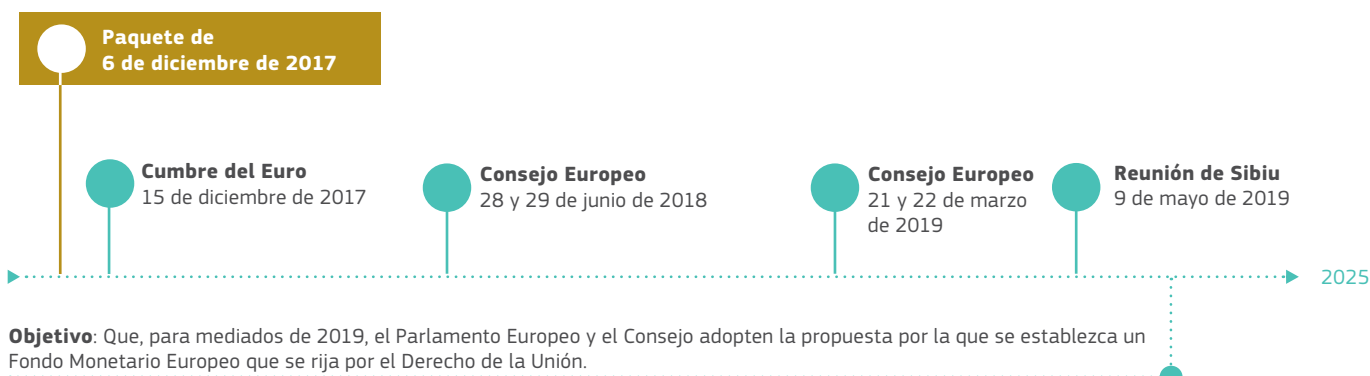 Paquete de
6 de diciembre de 2017
Cumbre del Euro
15 de diciembre de 2017
Consejo Europeo
28 y 29 de junio de 2018
Consejo Europeo
21 y 22 de marzo
de 2019
Reunión de Sibiu
9 de mayo de 2019
2025
Objetivo: Que, para mediados de 2019, el Parlamento Europeo y el Consejo adopten la propuesta por la que se establezca un
Fondo Monetario Europeo que se rija por el Derecho de la Unión.